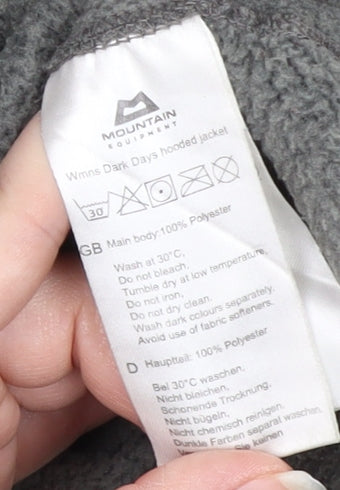 MOUNTAIN
EQUIPMENT
Wmns Dark Days hooded jacket
30
GB Main body:100% Polyester
Wash at 30°C,
Do not bleach,
Tumble dry at low temperature,
Do not iron,
Do not dry clean.
Wash dark colours separately.
Avoid use of fabric softeners.
D Hauptteil: 100% Polyester
Bei 30°C waschen,
Nicht bleichen,
Schonende Trocknung.
Nicht bügeln,
Nicht chemisch reinigen.
Dunkle Farben separat waschen,
Sie keinen